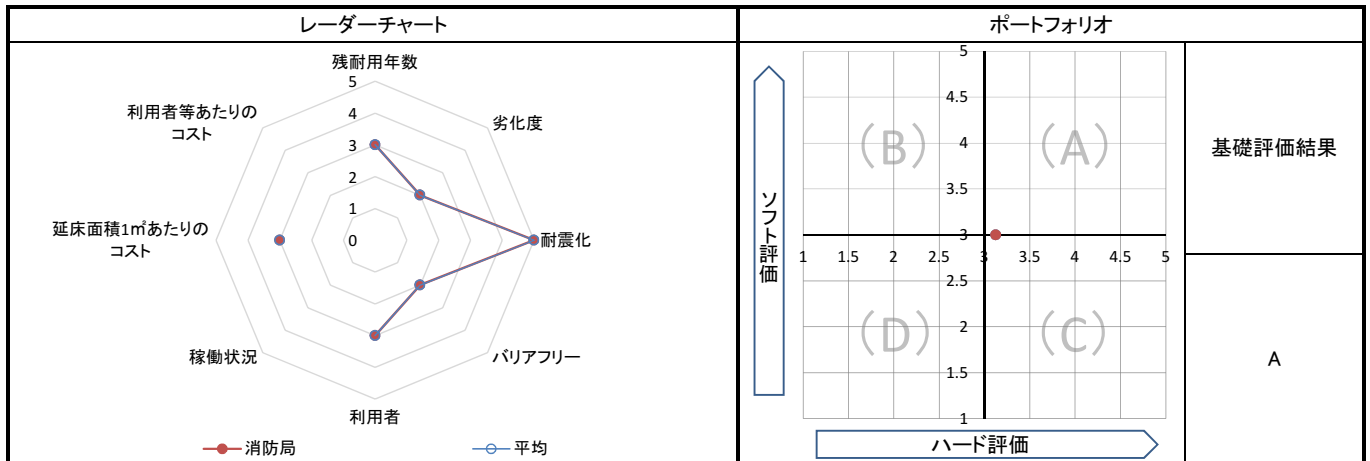 レーダーチャート
残耐用年数
5
4
3
2
1
0
劣化度
耐震化
バリアフリー
利用者
稼働状況
延床面積1㎡あたりの
コスト
利用者等あたりの
コスト
消防局
平均
ポートフォリオ
ソフト評価
5
4.5
4
3.5
3
2.5
2
1.5
1
1 1.5 2 2.5 3 3.5 4 4.5 5
(B)
(A)
(D)
(C)
ハード評価
基礎評価結果
A